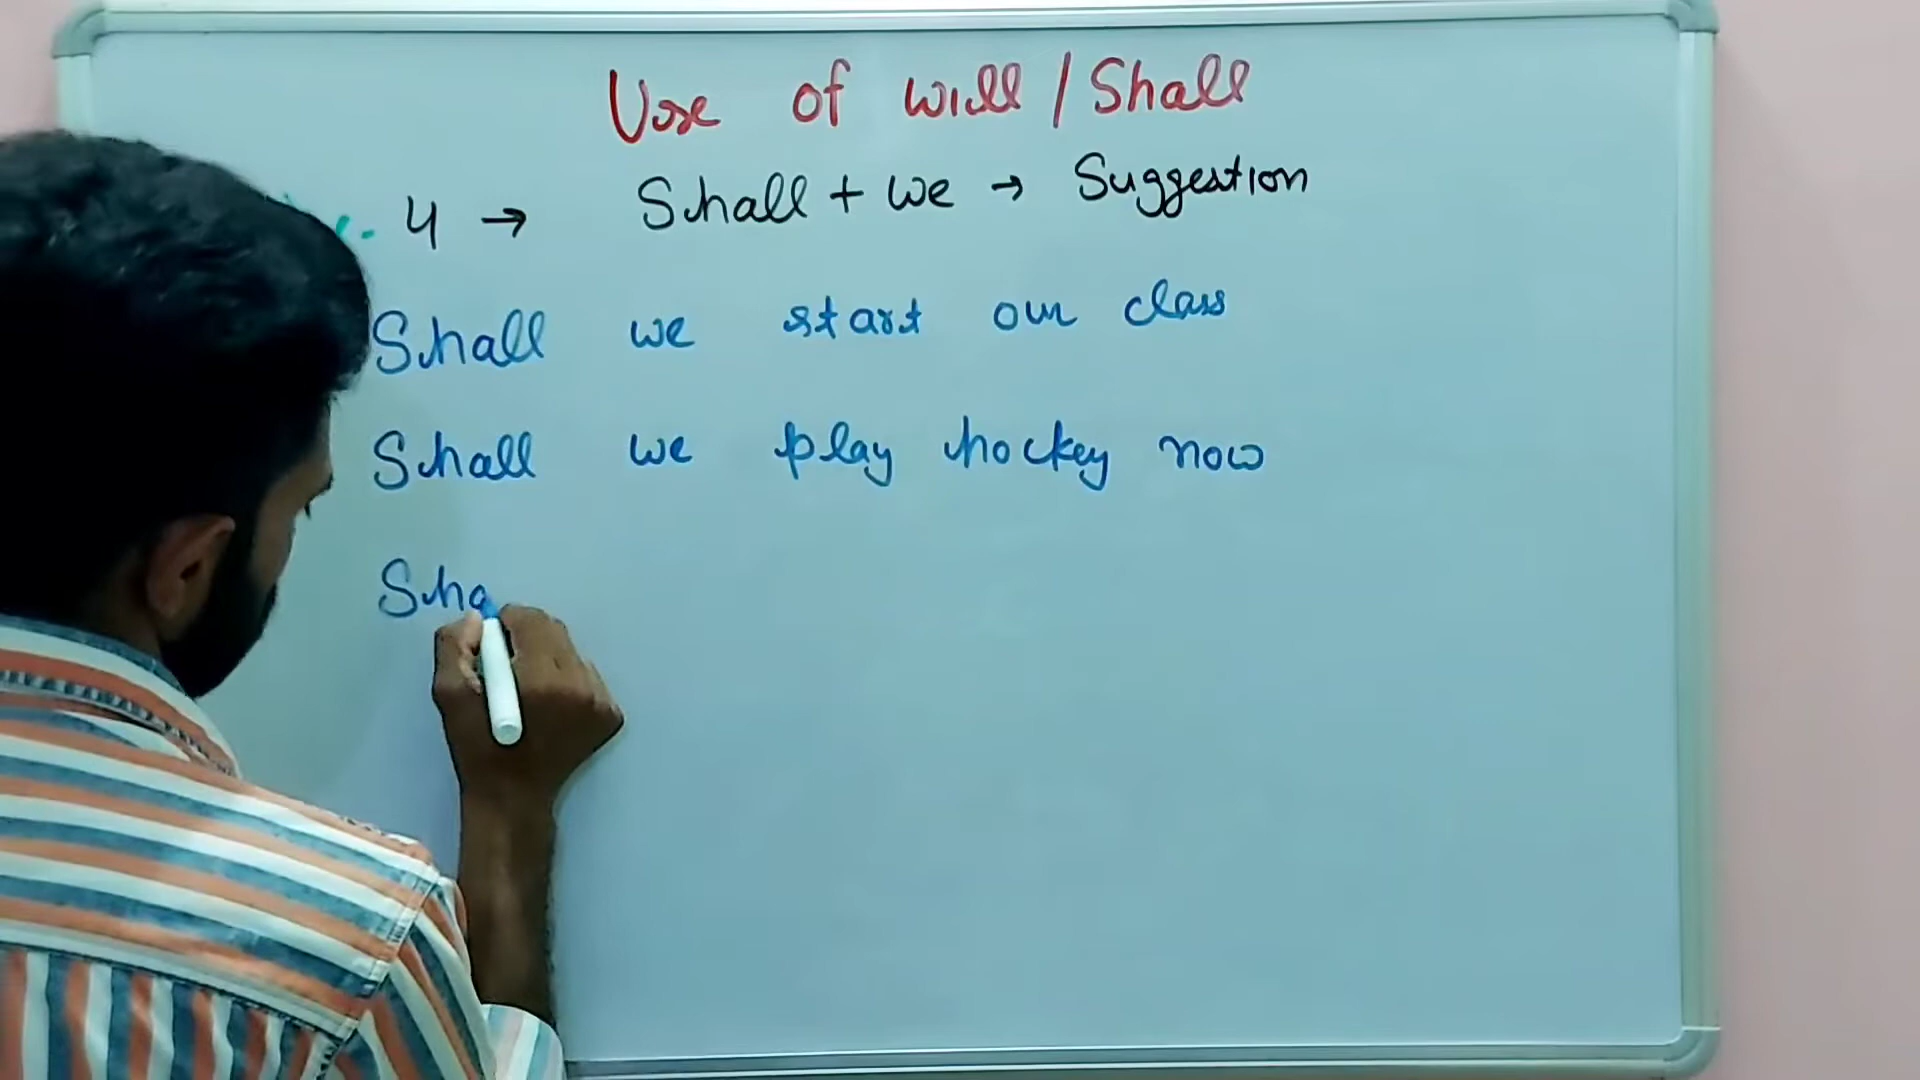 Use of will / Shall
4 → Shall + we → Suggestion
Shall we start our class
Shall we play hockey now
Sha